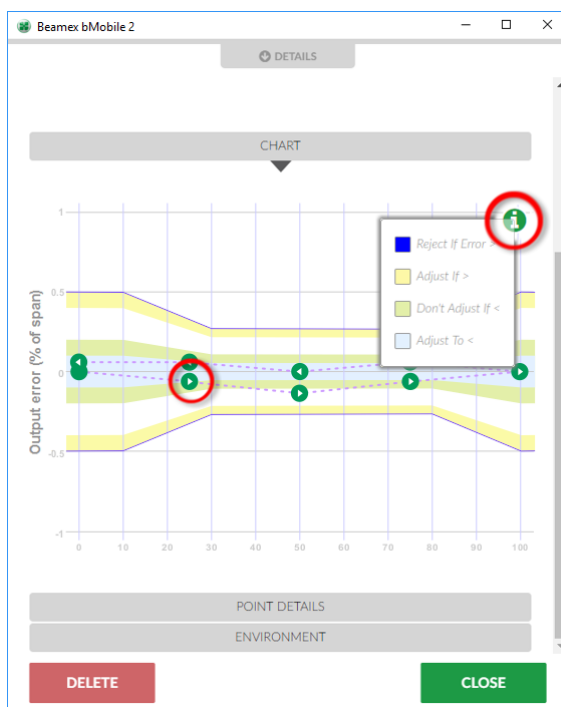 Beamex bMobile 2
DETAILS
CHART
Output error (% of span)
1
0.5
0
-0.5
-1
0 10 20 30 40 50 60 70 80 90 100
i
Reject If Error >
Adjust If >
Don't Adjust If <
Adjust To <
POINT DETAILS
ENVIRONMENT
DELETE
CLOSE